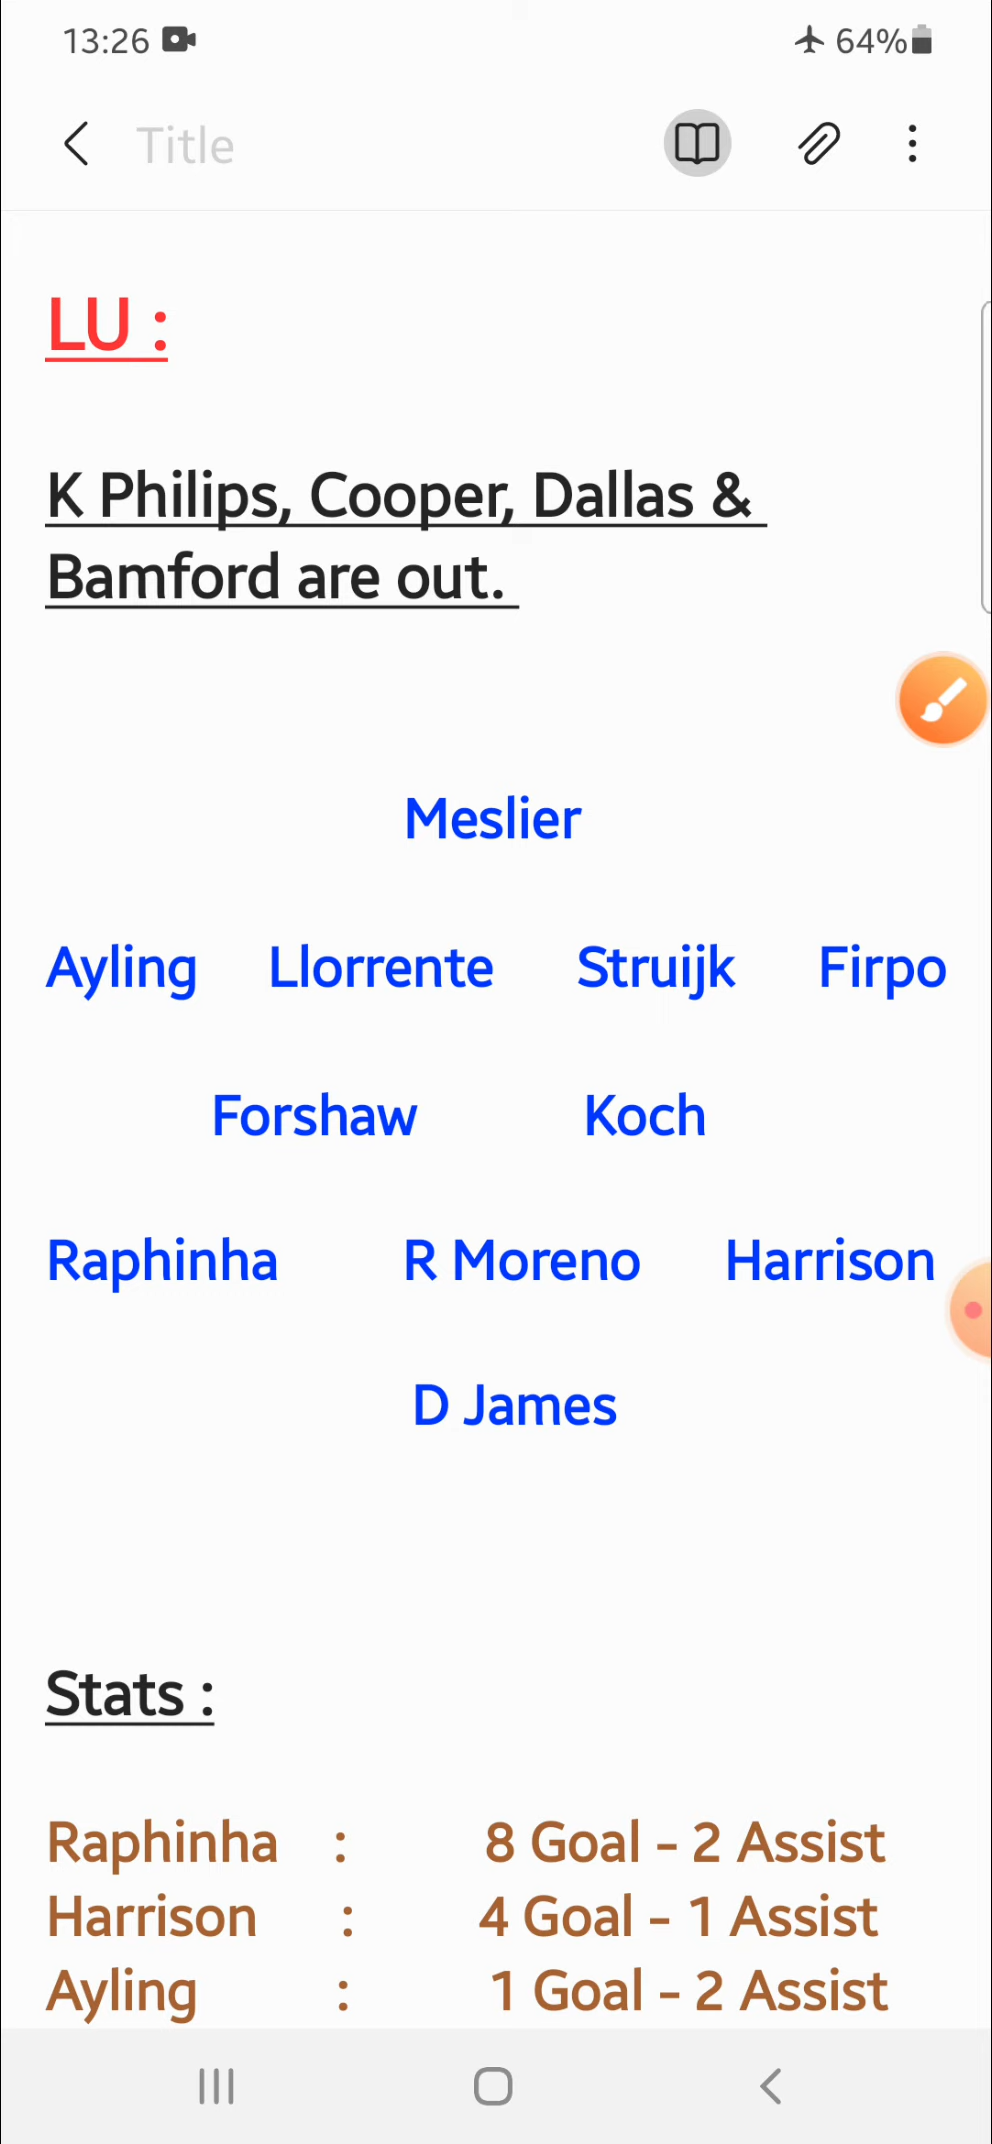 13:26 64%
Title
LU :
K Philips, Cooper, Dallas &
Bamford are out.
Meslier
Ayling Llorrente Struijk Firpo
Forshaw Koch
Raphinha R Moreno Harrison
D James
Stats :
Raphinha : 8 Goal - 2 Assist
Harrison : 4 Goal - 1 Assist
Ayling : 1 Goal - 2 Assist